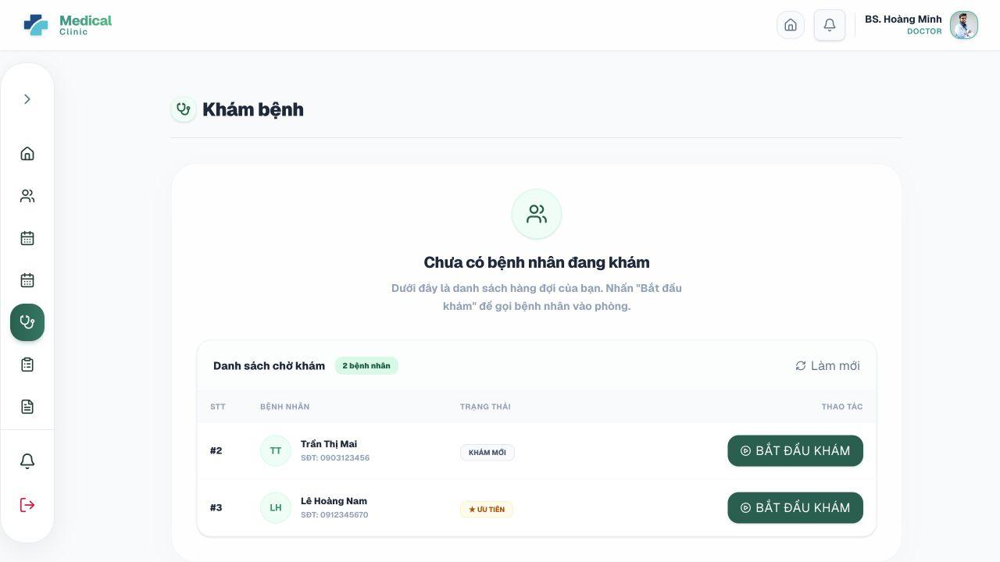 Medical
Clinic
BS. Hoàng Minh
DOCTOR
Khám bệnh
Chưa có bệnh nhân đang khám
Dưới đây là danh sách hàng đợi của bạn. Nhấn "Bắt đầu
khám" để gọi bệnh nhân vào phòng.
Danh sách chờ khám 2 bệnh nhân Làm mới
STT BỆNH NHÂN TRẠNG THÁI THAO TÁC
#2 TT Trần Thị Mai KHÁM MỚI BẮT ĐẦU KHÁM
SĐT: 0903123456
#3 LH Lê Hoàng Nam ★ ƯU TIÊN BẮT ĐẦU KHÁM
SĐT: 0912345670